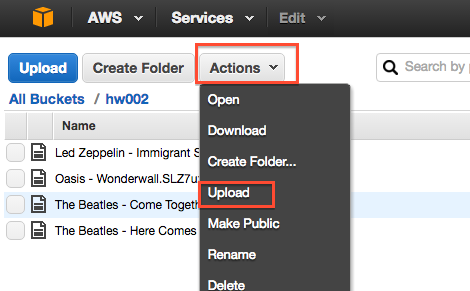 AWS Services Edit
Upload Create Folder Actions Search by
All Buckets / hw002
Open
Name
Download
Led Zeppelin - Immigrant
Create Folder...
Oasis - Wonderwall.SLZ7u
Upload
The Beatles - Come Togeth
Make Public
The Beatles - Here Comes
Rename
Delete